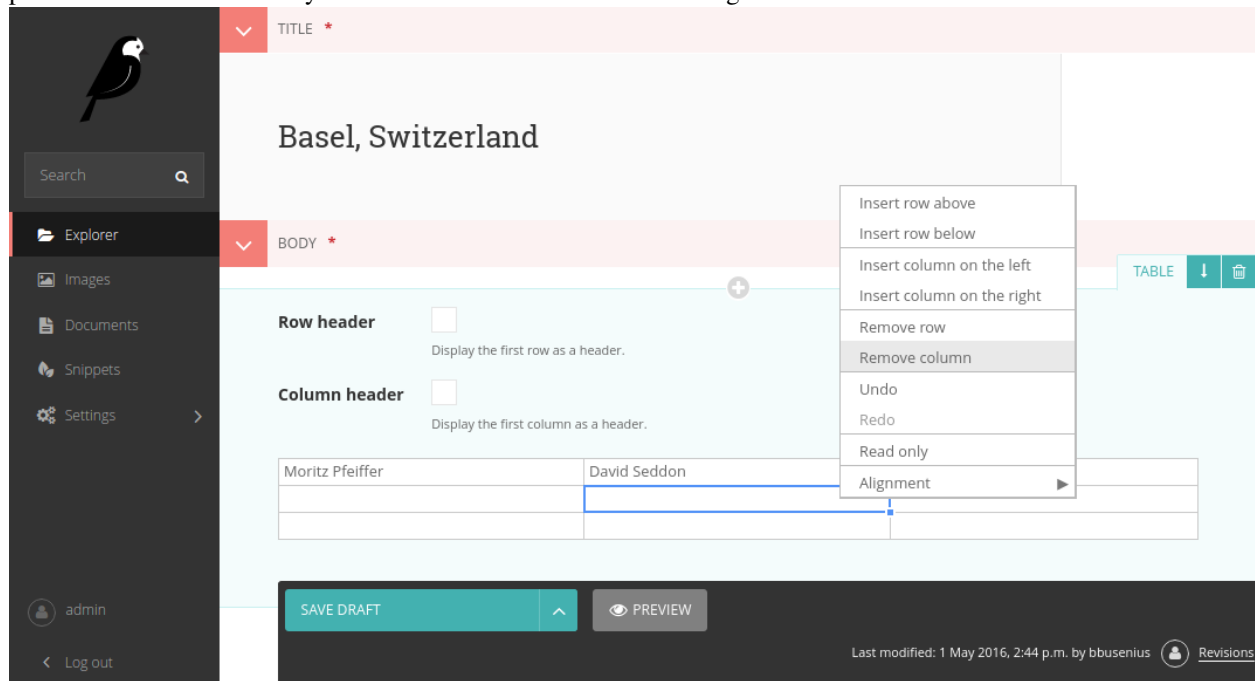 TITLE *
Basel, Switzerland
Search
Explorer
Images
Documents
Snippets
Settings
admin
Log out
BODY *
TABLE
Row header
Display the first row as a header.
Column header
Display the first column as a header.
Moritz Pfeiffer
David Seddon
Insert row above
Insert row below
Insert column on the left
Insert column on the right
Remove row
Remove column
Undo
Redo
Read only
Alignment
SAVE DRAFT
PREVIEW
Last modified: 1 May 2016, 2:44 p.m. by bbusenius
Revisions